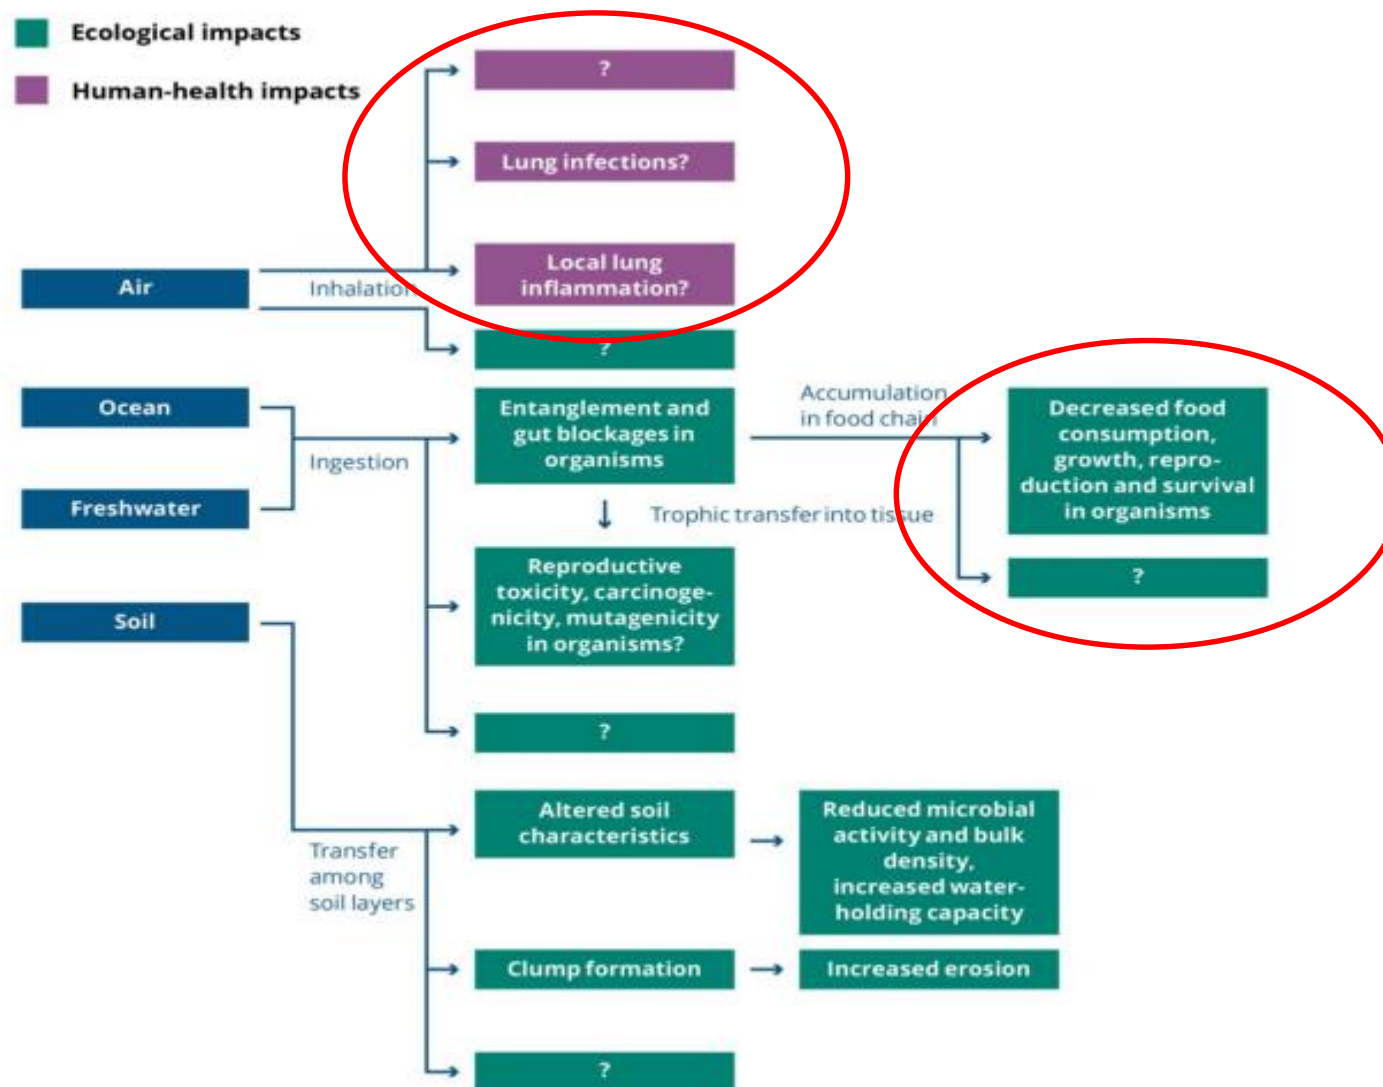 Ecological impacts
Human-health impacts
?
Lung infections?
Local lung
inflammation?
Air
Inhalation
?
Ocean
Freshwater
Ingestion
Entanglement and
gut blockages in
organisms
Accumulation
in food chain
Decreased food
consumption,
growth, repro-
duction and survival
in organisms
Trophic transfer into tissue
?
Reproductive
toxicity, carcinoge-
nicity, mutagenicity
in organisms?
Soil
?
Transfer
among
soil layers
Altered soil
characteristics
Reduced microbial
activity and bulk
density,
increased water-
holding capacity
Clump formation
Increased erosion
?